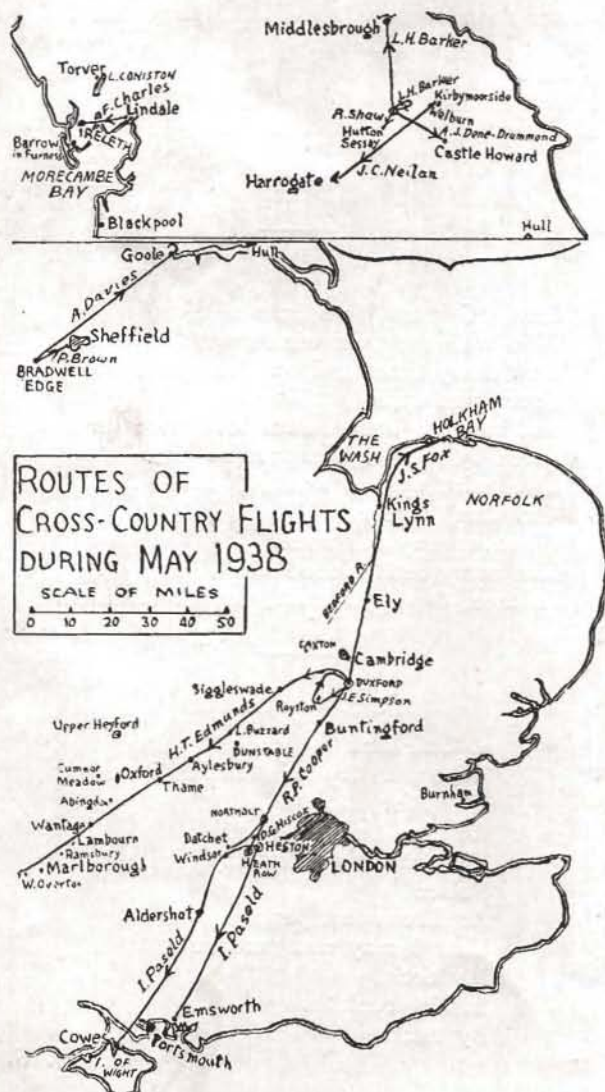 Middlesbrough
L.H. Barker
Torver
L. CONISTON
F. Charles
Lindale
IRELETH
Barrow
in Furness
MORECAMBE
BAY
Blackpool
L.H. Barker
Kirbymoorside
Welburn
R. Shaw
Hutton
Sessay
A.J. Dene-Drummond
Castle Howard
Harrogate
J.C. Neilan
Hull
Goole
Hull
A. Davies
Sheffield
P. Brown
BRADWELL
EDGE
THE
WASH
HOLKHAM
BAY
J.S. Fox
Kings
Lynn
NORFOLK
ROUTES OF
CROSS-COUNTRY FLIGHTS
DURING MAY 1938
SCALE OF MILES
0 10 20 30 40 50
BEDFORD R.
Ely
CAXTON
Cambridge
DUXFORD
J.E. Simpson
Biggleswade
Royston
Buntingford
H.T. Edmunds
Upper Heyford
L. Buzzard
DUNSTABLE
Aylesbury
Cumnor
Meadow
Oxford
Thame
Abingdon
R.P. Cooper
Wantage
Lambourn
Ramsbury
Marlborough
W. Overton
NORTHOLT
D.G. Hiscox
Datchet
Windsor
HESTON
HEATH
ROW
LONDON
Burnham
Aldershot
I. Pasold
I. Pasold
Emsworth
Portsmouth
Cowes
I. OF
WIGHT